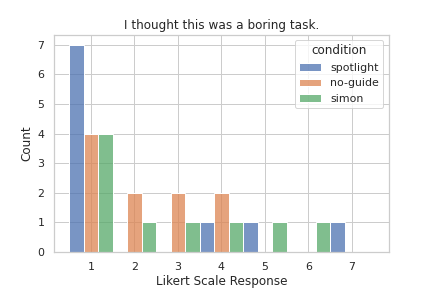 I thought this was a boring task.
condition
spotlight
no-guide
simon
Count
7
6
5
4
3
2
1
0
1 2 3 4 5 6 7
Likert Scale Response